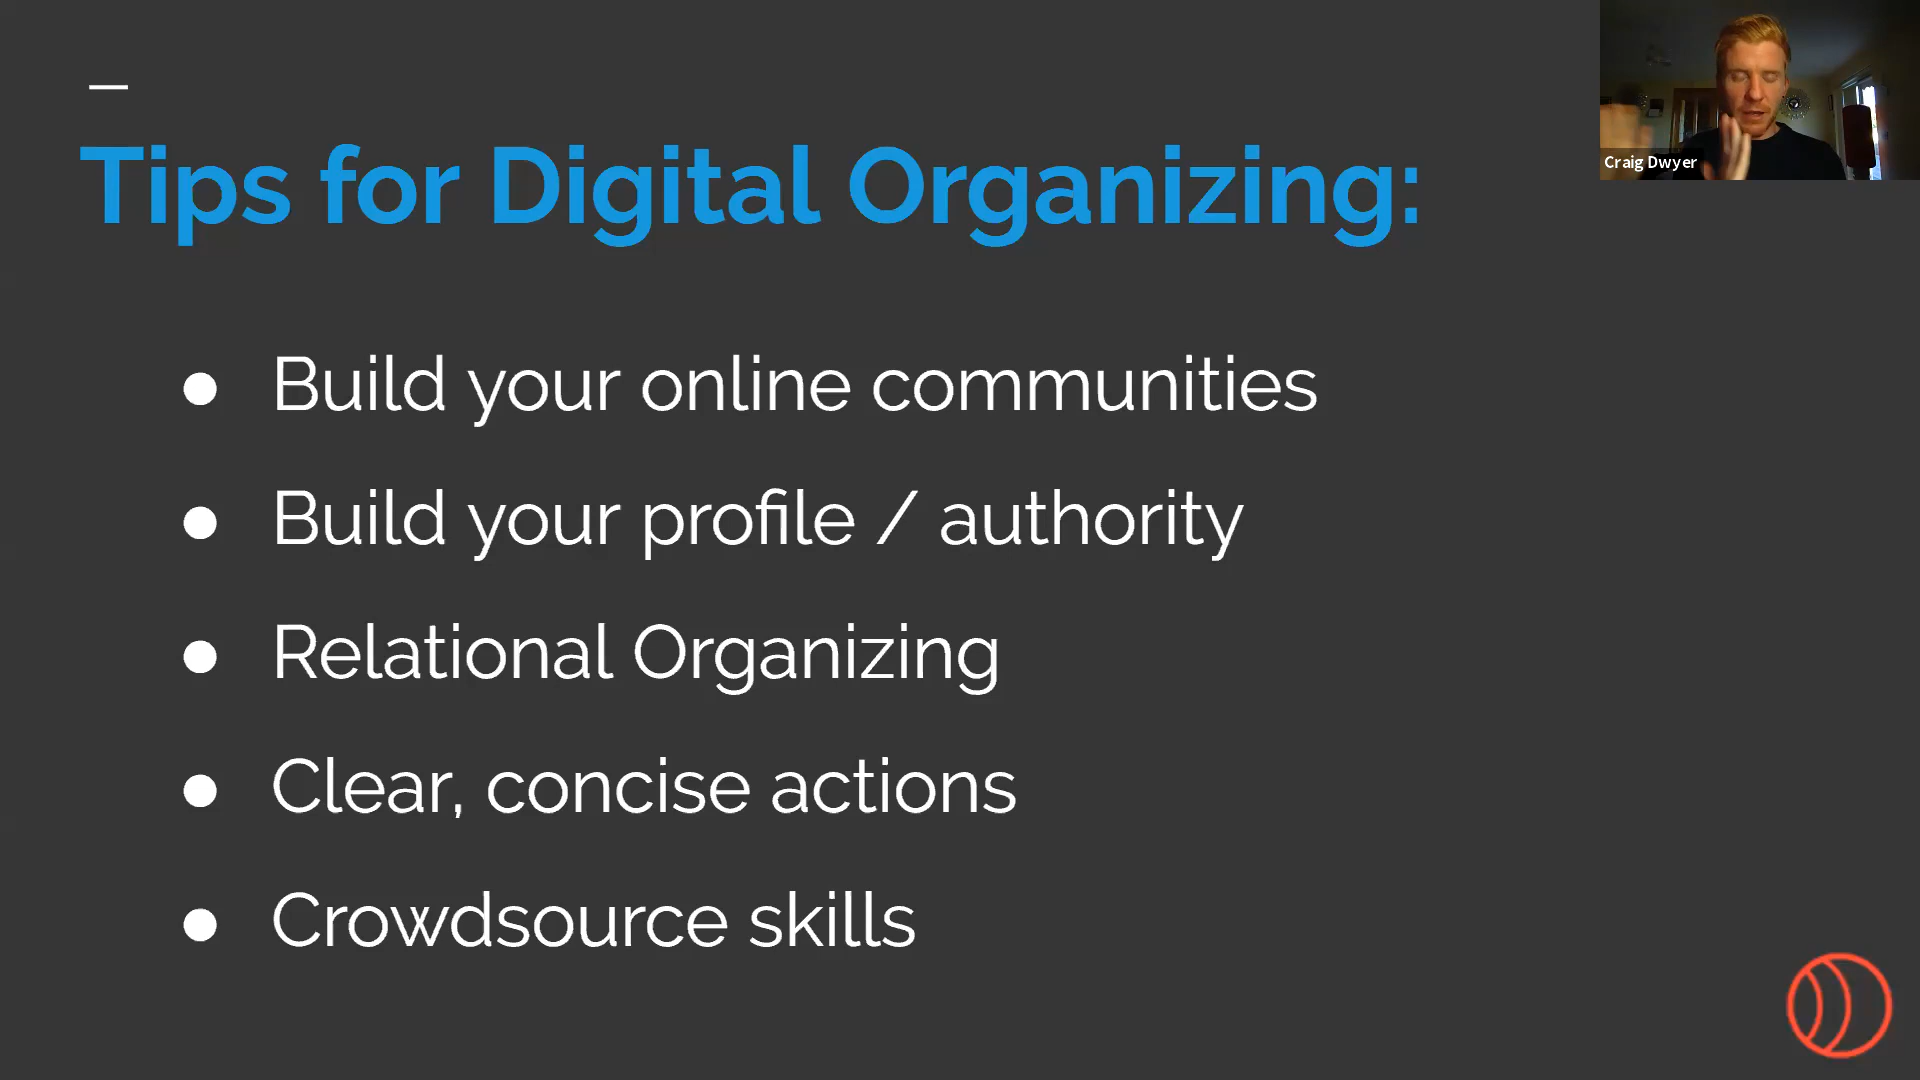 Tips for Digital Organizing:
Build your online communities
Build your profile / authority
Relational Organizing
Clear, concise actions
Crowdsource skills
Craig Dwyer